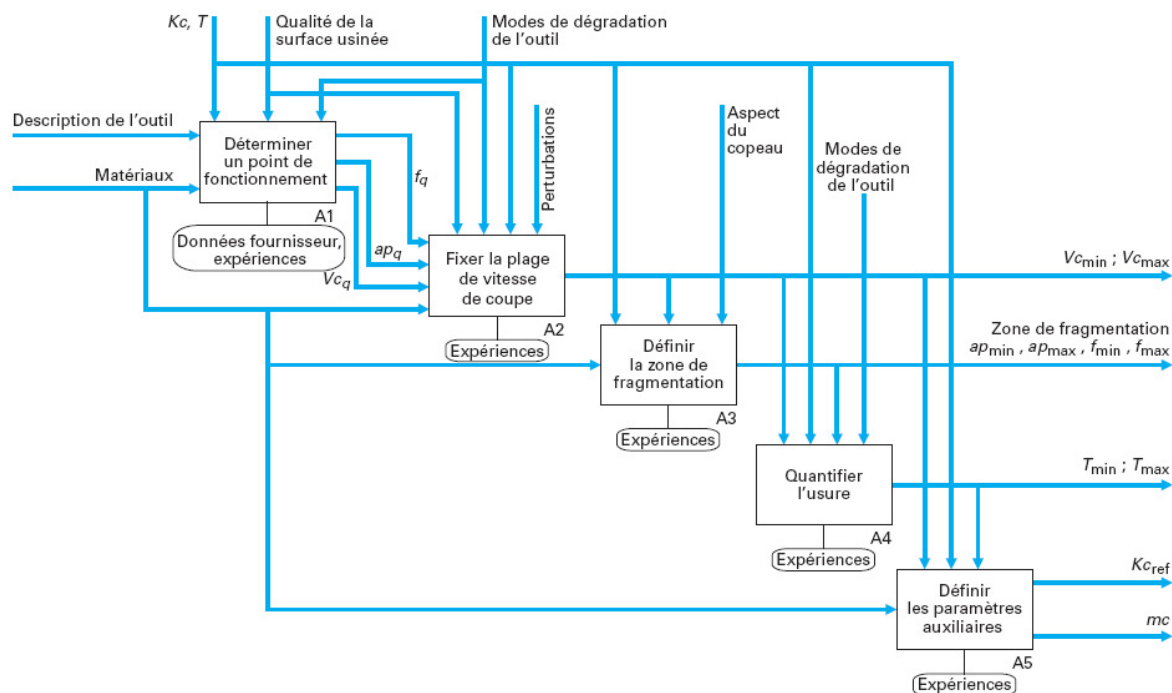 Kc, T
Qualité de la
surface usinée
Modes de dégradation
de l'outil
Description de l'outil
Matériaux
Déterminer
un point de
fonctionnement
A1
Données fournisseur,
expériences
fq
apq
Vcq
Perturbations
Fixer la plage
de vitesse
de coupe
A2
Expériences
Aspect
du
copeau
Modes de
dégradation
de l'outil
Vcmin ; Vcmax
Définir
la zone de
fragmentation
A3
Expériences
Zone de fragmentation
apmin , apmax , fmin , fmax
Quantifier
l'usure
A4
Expériences
Tmin ; Tmax
Définir
les paramètres
auxiliaires
A5
Expériences
Kcref
mc